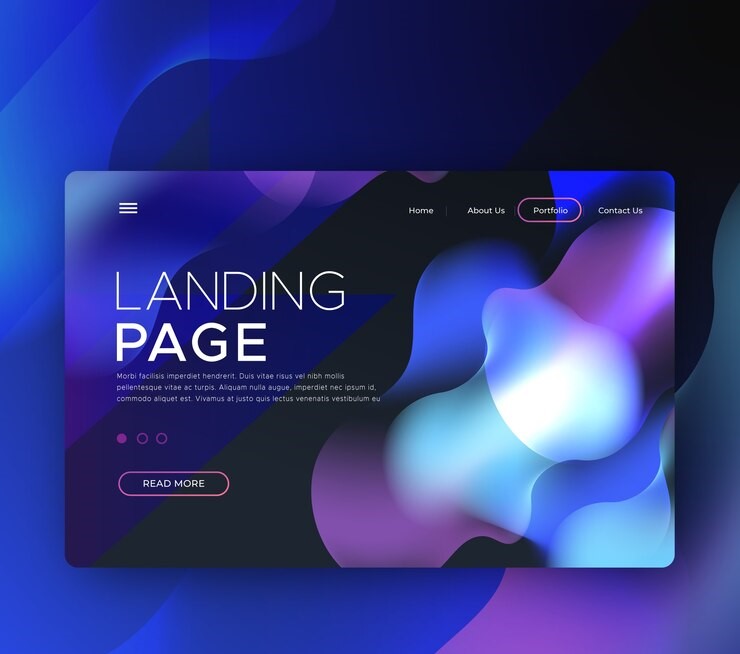 Home
About Us
Portfolio
Contact Us
LANDING
PAGE
Morbi facilisis imperdiet hendrerit. Duis vitae risus vel nibh mollis
pellentesque vitae ac turpis. Aliquam nulla augue, imperdiet nec ipsum id,
commodo aliquet est. Vivamus at justo quis lectus venenatis vestibulum eu
READ MORE